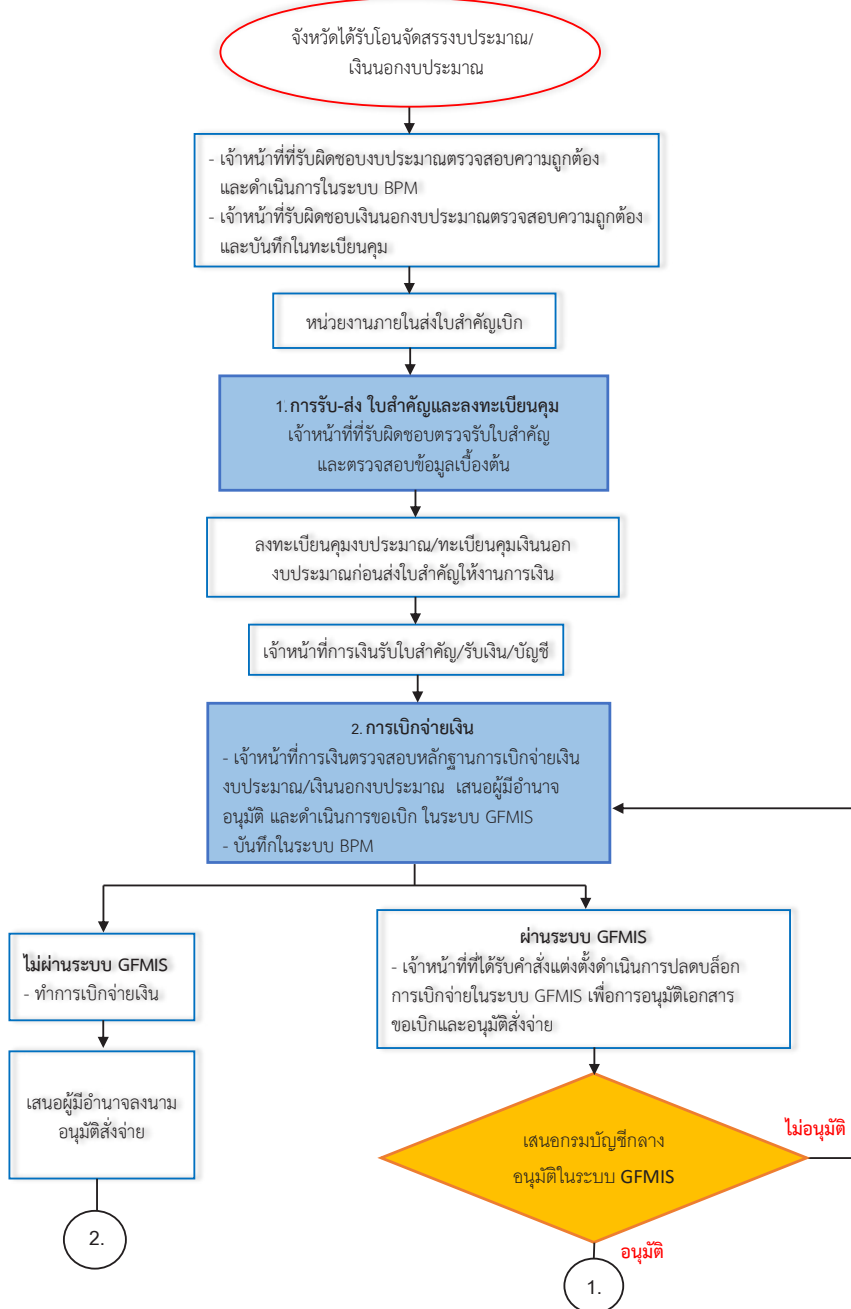 จังหวัดได้รับโอนจัดสรรงบประมาณ/
เงินนอกงบประมาณ
- เจ้าหน้าที่ที่รับผิดชอบงบประมาณตรวจสอบความถูกต้อง
และดำเนินการในระบบ BPM
- เจ้าหน้าที่รับผิดชอบเงินนอกงบประมาณตรวจสอบความถูกต้อง
และบันทึกในทะเบียนคุม
หน่วยงานภายในส่งใบสำคัญเบิก
1. การรับ-ส่ง ใบสำคัญและลงทะเบียนคุม
เจ้าหน้าที่ที่รับผิดชอบตรวจรับใบสำคัญ
และตรวจสอบข้อมูลเบื้องต้น
ลงทะเบียนคุมงบประมาณ/ทะเบียนคุมเงินนอก
งบประมาณก่อนส่งใบสำคัญให้งานการเงิน
เจ้าหน้าที่การเงินรับใบสำคัญ/รับเงิน/บัญชี
2. การเบิกจ่ายเงิน
- เจ้าหน้าที่การเงินตรวจสอบหลักฐานการเบิกจ่ายเงิน
งบประมาณ/เงินนอกงบประมาณ เสนอผู้มีอำนาจ
อนุมัติ และดำเนินการขอเบิก ในระบบ GFMIS
- บันทึกในระบบ BPM
ไม่ผ่านระบบ GFMIS
- ทำการเบิกจ่ายเงิน
เสนอผู้มีอำนาจลงนาม
อนุมัติสั่งจ่าย
2.
ผ่านระบบ GFMIS
- เจ้าหน้าที่ที่ได้รับคำสั่งแต่งตั้งดำเนินการปลดบล็อก
การเบิกจ่ายในระบบ GFMIS เพื่อการอนุมัติเอกสาร
ขอเบิกและอนุมัติสั่งจ่าย
เสนอกรมบัญชีกลาง
อนุมัติในระบบ GFMIS
ไม่อนุมัติ
อนุมัติ
1.